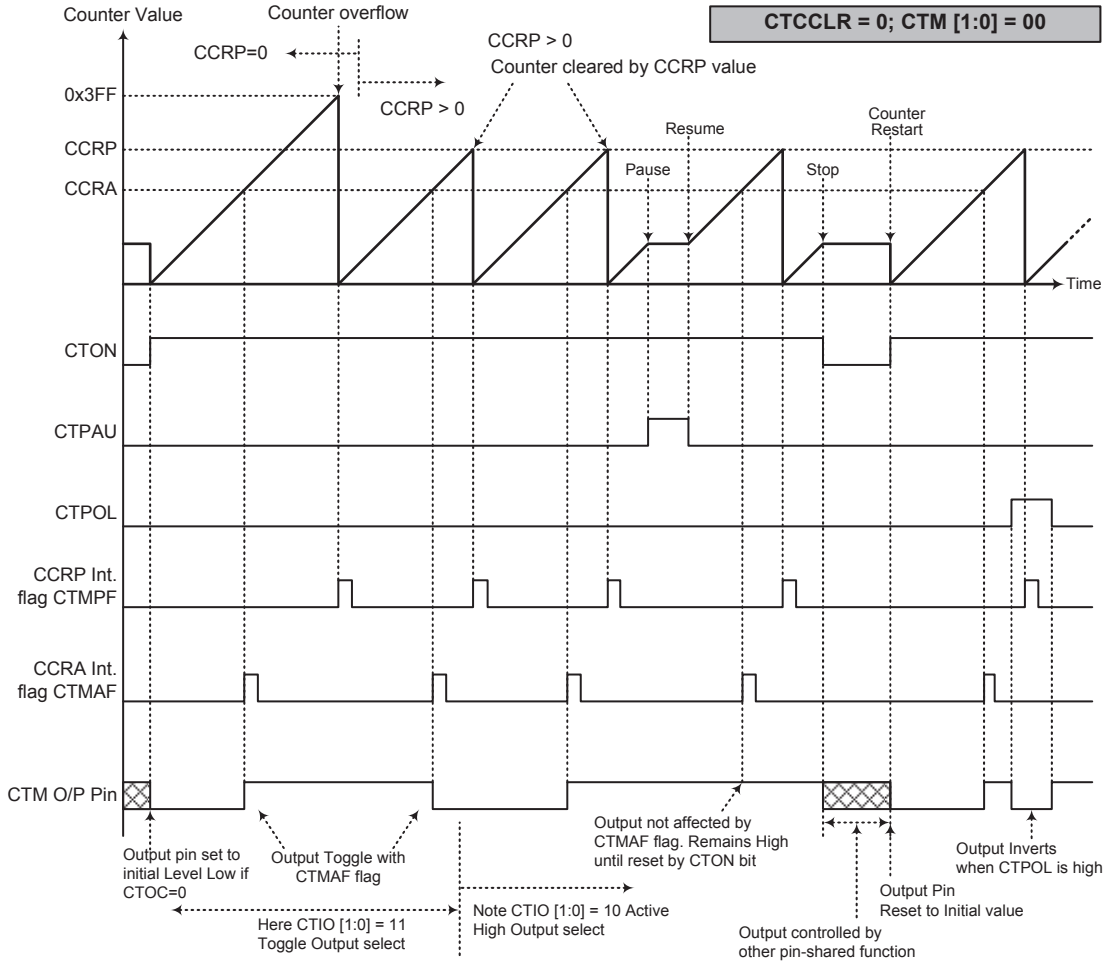 Counter Value
Counter overflow
CTCCLR = 0; CTM [1:0] = 00
CCRP=0
CCRP > 0
CCRP > 0
Counter cleared by CCRP value
0x3FF
CCRP
CCRA
Pause
Resume
Stop
Counter
Restart
Time
CTON
CTPAU
CTPOL
CCRP Int.
flag CTMPF
CCRA Int.
flag CTMAF
CTM O/P Pin
Output pin set to
initial Level Low if
CTOC=0
Output Toggle with
CTMAF flag
Here CTIO [1:0] = 11
Toggle Output select
Note CTIO [1:0] = 10 Active
High Output select
Output not affected by
CTMAF flag. Remains High
until reset by CTON bit
Output controlled by
other pin-shared function
Output Pin
Reset to Initial value
Output Inverts
when CTPOL is high